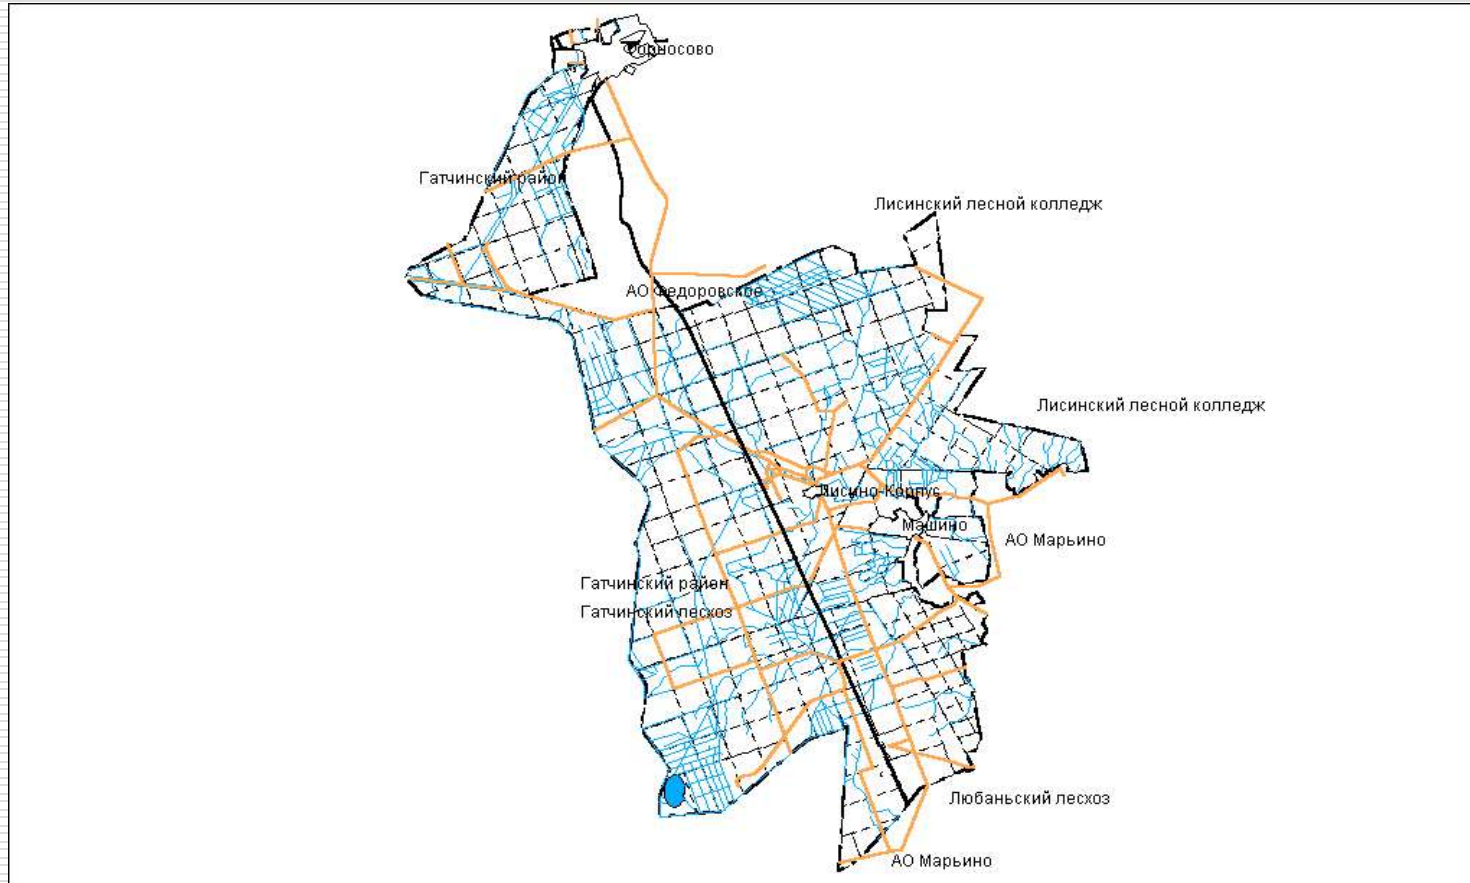 Форносово
Гатчинский район
Лисинский лесной колледж
АО Федоровское
Лисинский лесной колледж
Лисино-Корпус
Машино
АО Марьино
Гатчинский район
Гатчинский лесхоз
Любаньский лесхоз
АО Марьино